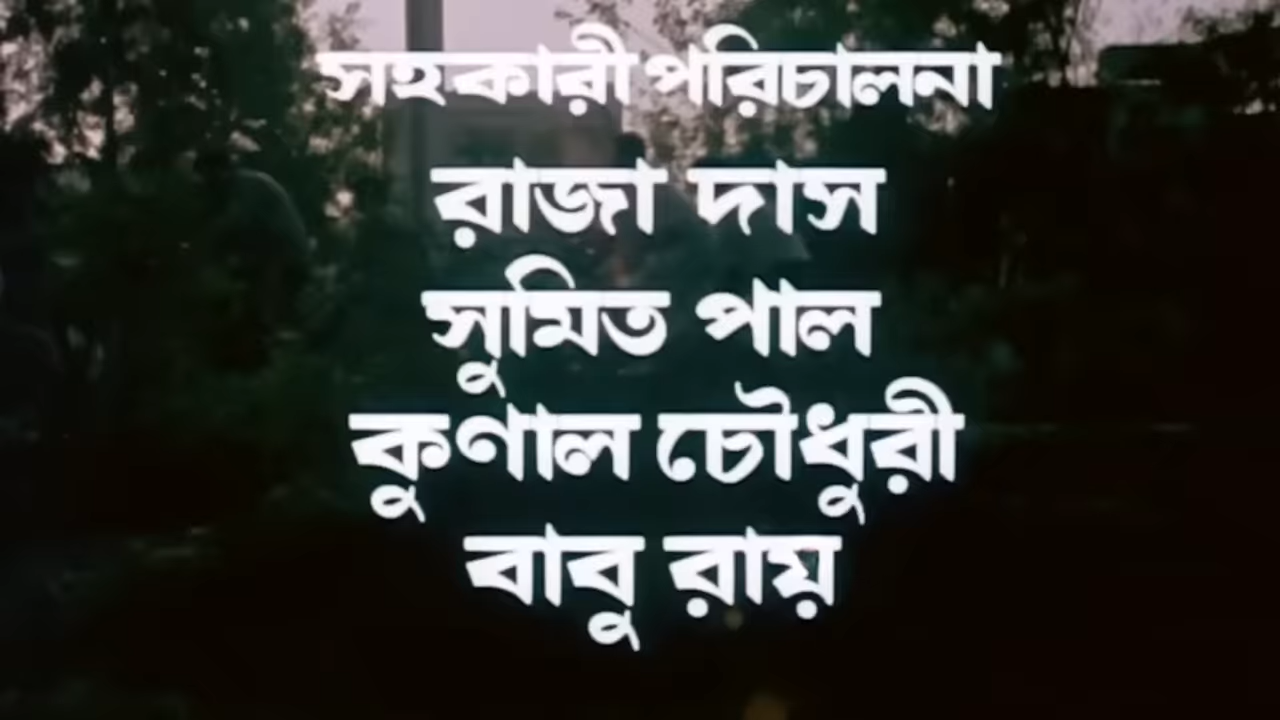 সহকারী পরিচালনা
রাজা দাস
সুমিত পাল
কুণাল চৌধুরী
বাবু রায়